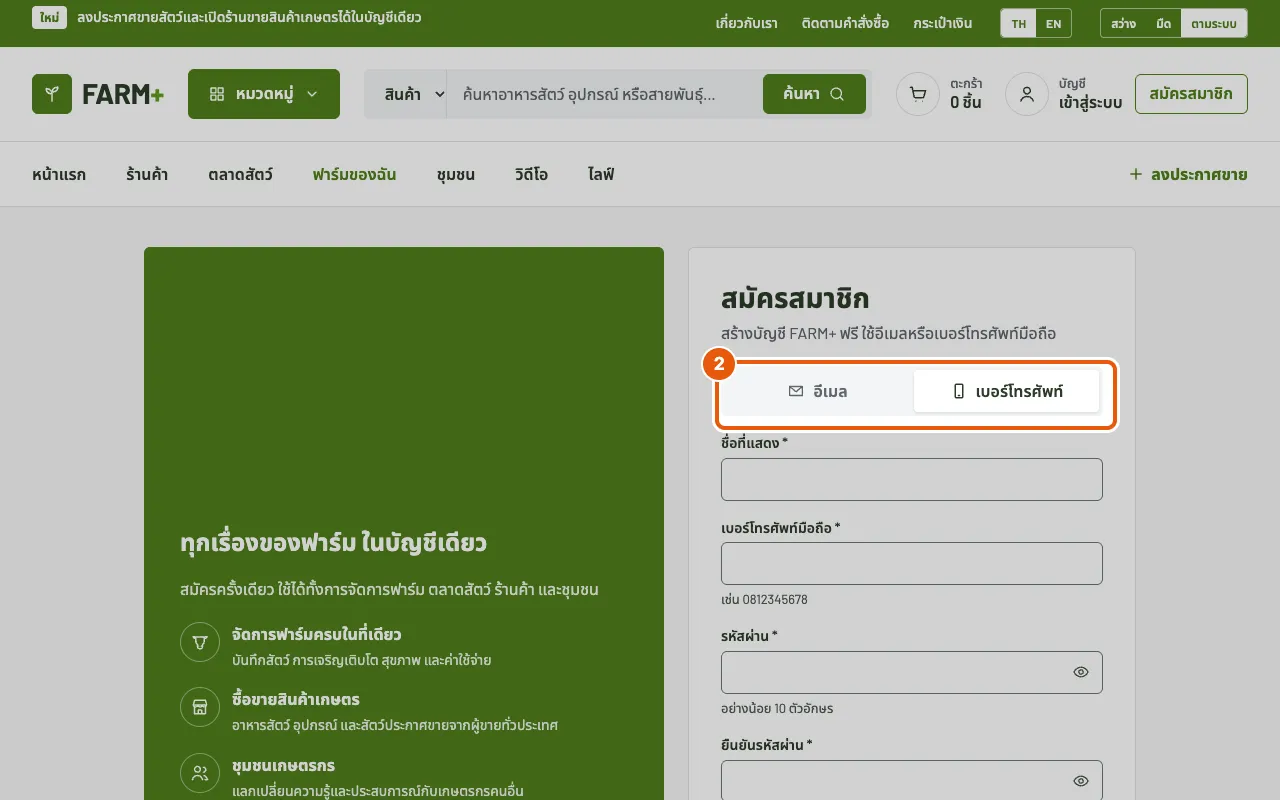 ใหม่ ลงประกาศขายสัตว์และเปิดร้านขายสินค้าเกษตรได้ในบัญชีเดียว
เกี่ยวกับเรา ติดตามคำสั่งซื้อ กระเป๋าเงิน TH EN สว่าง มืด ตามระบบ
FARM+ หมวดหมู่ สินค้า ค้นหาอาหารสัตว์ อุปกรณ์ หรือสายพันธุ์... ค้นหา
ตะกร้า
0 ชิ้น
บัญชี
เข้าสู่ระบบ
สมัครสมาชิก
หน้าแรก ร้านค้า ตลาดสัตว์ ฟาร์มของฉัน ชุมชน วิดีโอ ไลฟ์ + ลงประกาศขาย
ทุกเรื่องของฟาร์ม ในบัญชีเดียว
สมัครครั้งเดียว ใช้ได้ทั้งการจัดการฟาร์ม ตลาดสัตว์ ร้านค้า และชุมชน
จัดการฟาร์มครบในที่เดียว
บันทึกสัตว์ การเจริญเติบโต สุขภาพ และค่าใช้จ่าย
ซื้อขายสินค้าเกษตร
อาหารสัตว์ อุปกรณ์ และสัตว์ประกาศขายจากผู้ขายทั่วประเทศ
ชุมชนเกษตรกร
แลกเปลี่ยนความรู้และประสบการณ์กับเกษตรกรคนอื่น
สมัครสมาชิก
สร้างบัญชี FARM+ ฟรี ใช้อีเมลหรือเบอร์โทรศัพท์มือถือ
2
อีเมล เบอร์โทรศัพท์
ชื่อที่แสดง *
เบอร์โทรศัพท์มือถือ *
เช่น 0812345678
รหัสผ่าน *
อย่างน้อย 10 ตัวอักษร
ยืนยันรหัสผ่าน *